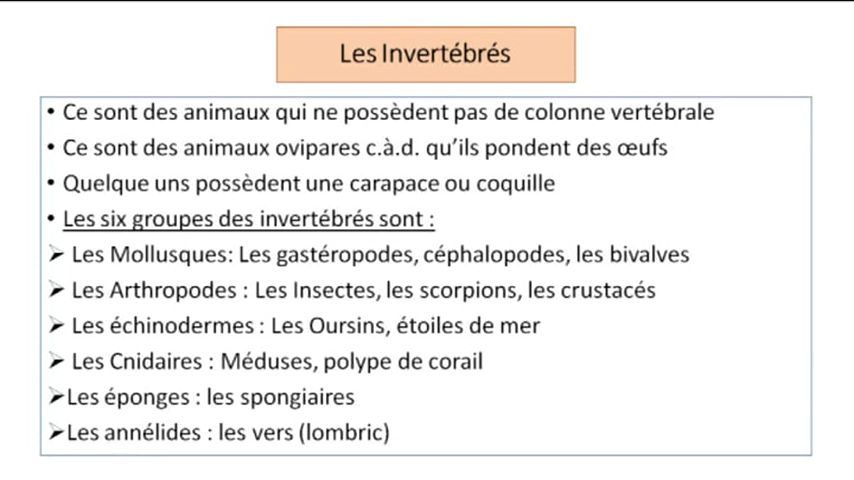 Les Invertébrés
• Ce sont des animaux qui ne possèdent pas de colonne vertébrale
• Ce sont des animaux ovipares c.à.d. qu’ils pondent des œufs
• Quelque uns possèdent une carapace ou coquille
• Les six groupes des invertébrés sont :
➢ Les Mollusques: Les gastéropodes, céphalopodes, les bivalves
➢ Les Arthropodes : Les Insectes, les scorpions, les crustacés
➢ Les échinodermes : Les Oursins, étoiles de mer
➢ Les Cnidaires : Méduses, polype de corail
➢Les éponges : les spongiaires
➢Les annélides : les vers (lombric)